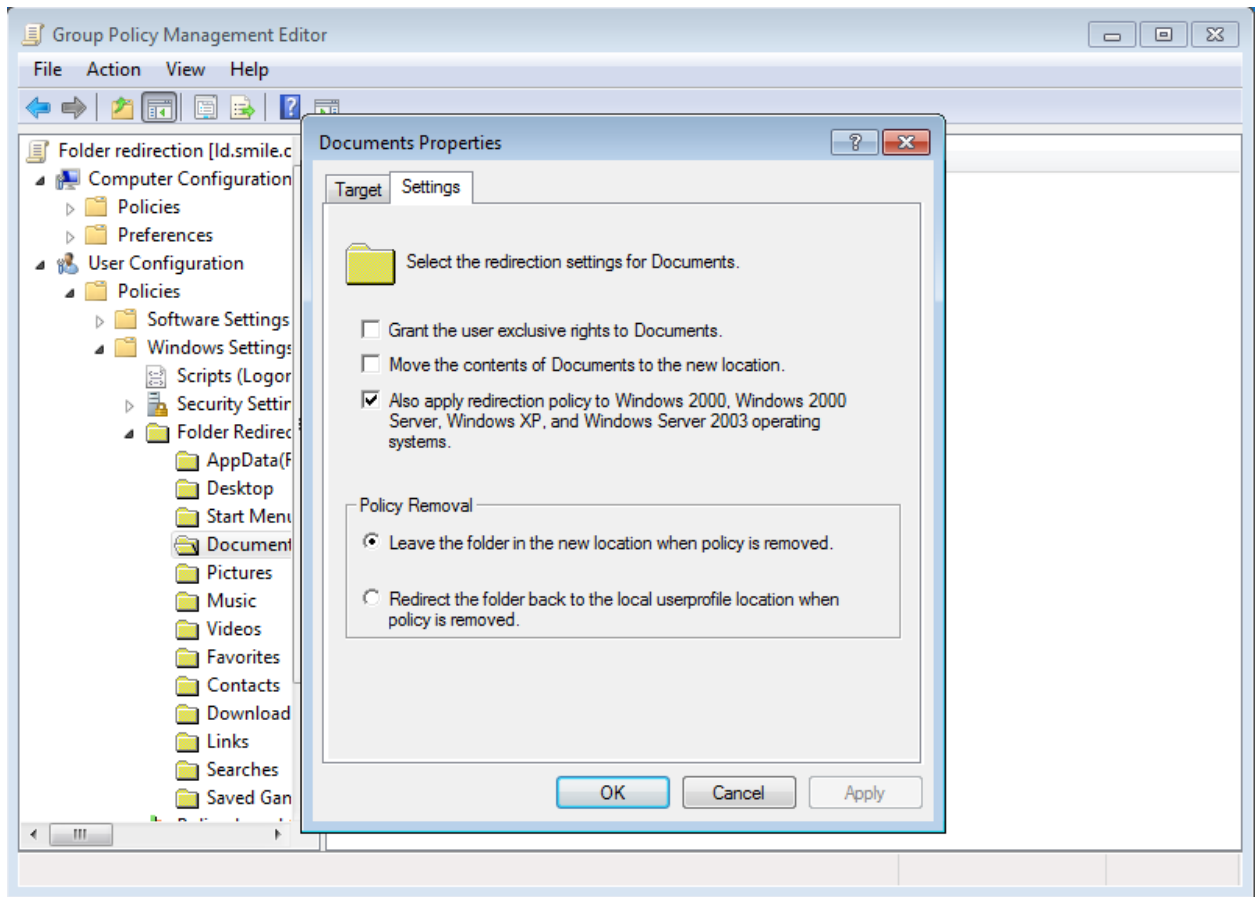 Group Policy Management Editor
File Action View Help
Folder redirection [ld.smile.c
Computer Configuration
Policies
Preferences
User Configuration
Policies
Software Settings
Windows Settings
Scripts (Logor
Security Settir
Folder Redirec
AppData(R
Desktop
Start Menu
Document
Pictures
Music
Videos
Favorites
Contacts
Download
Links
Searches
Saved Gan
Documents Properties
Target Settings
Select the redirection settings for Documents.
Grant the user exclusive rights to Documents.
Move the contents of Documents to the new location.
Also apply redirection policy to Windows 2000, Windows 2000
Server, Windows XP, and Windows Server 2003 operating
systems.
Policy Removal
Leave the folder in the new location when policy is removed.
Redirect the folder back to the local userprofile location when
policy is removed.
OK Cancel Apply